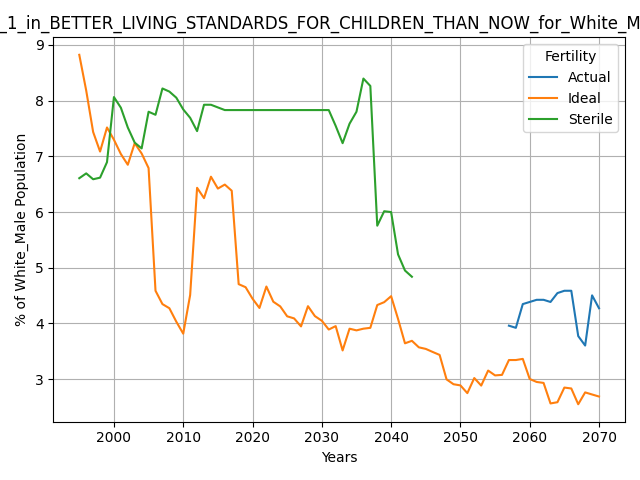 _1_in_BETTER_LIVING_STANDARDS_FOR_CHILDREN_THAN_NOW_for_White_M
9
8
7
6
5
4
3
% of White_Male Population
Fertility
Actual
Ideal
Sterile
2000 2010 2020 2030 2040 2050 2060 2070
Years